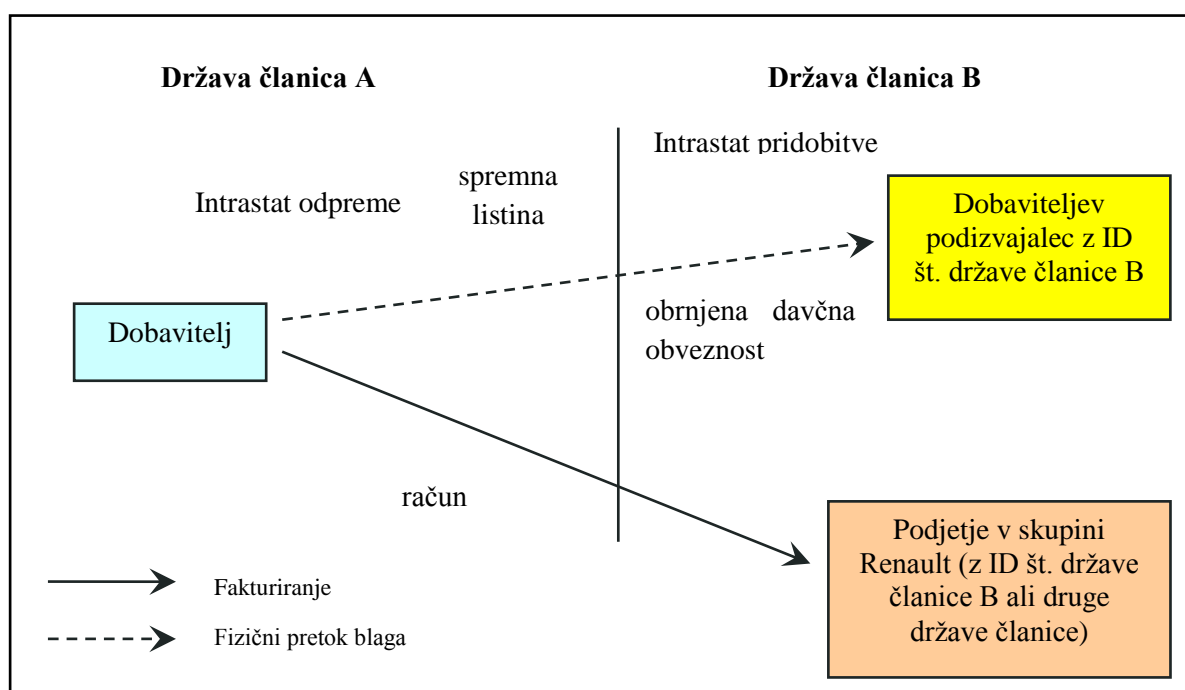 Država članica A
Država članica B
Intrastat pridobitve
spremna
listina
Intrastat odpreme
Dobaviteljev
podizvajalec z ID
št. države članice B
obrnjena davčna
obveznost
Dobavitelj
račun
Podjetje v skupini
Renault (z ID št. države
članice B ali druge
države članice)
Fakturiranje
Fizični pretok blaga